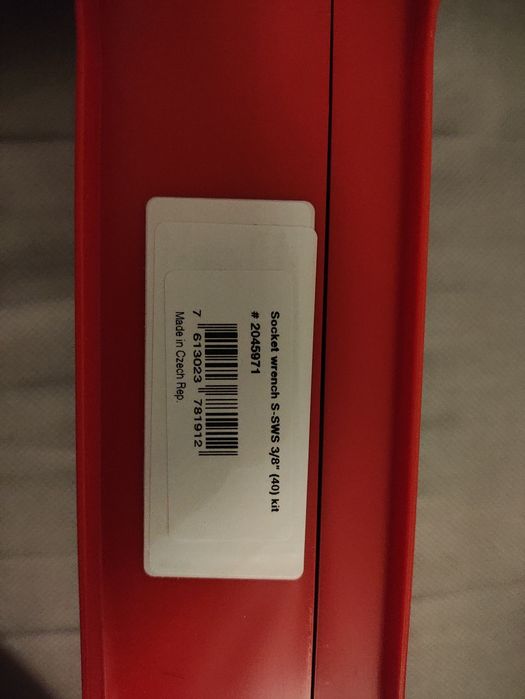 Socket wrench S-SWS 3/8" (40) kit
# 2045971
7 613023 781912
Made in Czech Rep.